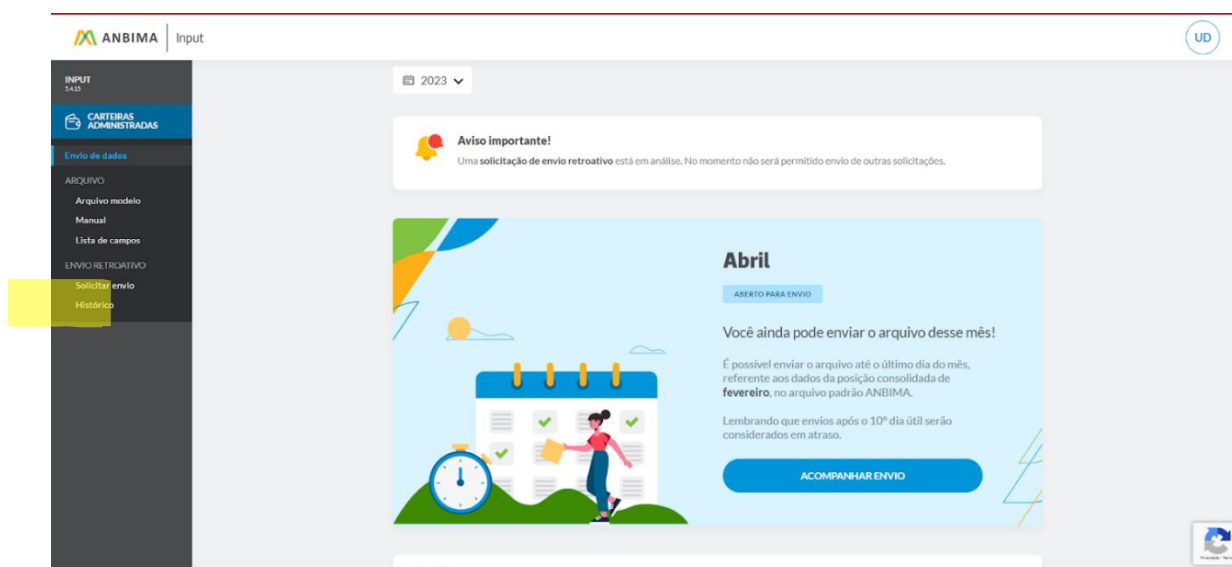 ANBIMA Input
UD
INPUT
5.4.15
CARTEIRAS
ADMINISTRADAS
Envio de dados
ARQUIVO
Arquivo modelo
Manual
Lista de campos
ENVIO RETROATIVO
Solicitar envio
Histórico
2023
Aviso importante!
Uma solicitação de envio retroativo está em análise. No momento não será permitido envio de outras solicitações.
Abril
ABERTO PARA ENVIO
Você ainda pode enviar o arquivo desse mês!
É possível enviar o arquivo até o último dia do mês,
referente aos dados da posição consolidada de
fevereiro, no arquivo padrão ANBIMA.
Lembrando que envios após o 10º dia útil serão
considerados em atraso.
ACOMPANHAR ENVIO